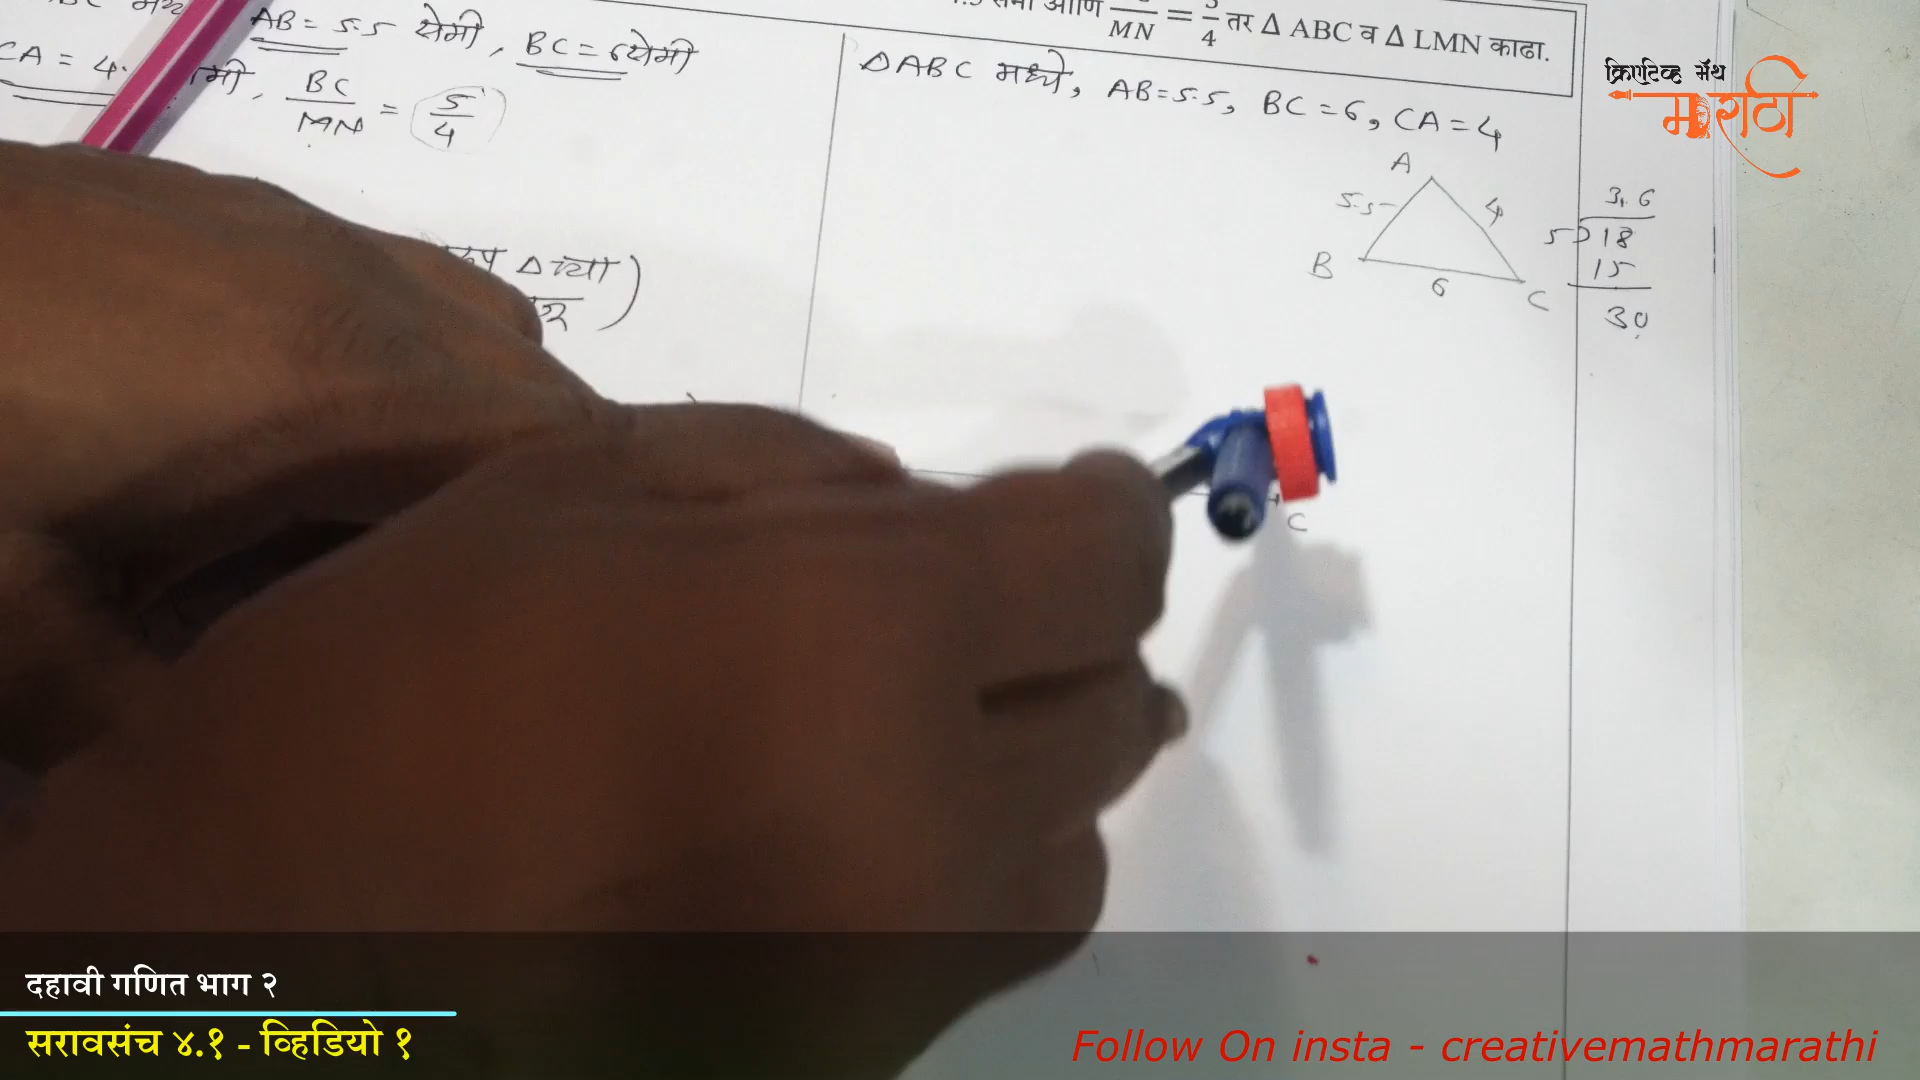 AB = 5.5 सेमी, BC = 6 सेमी
CA = 4.
BC/MN = 5/4
Δ च्या
MN = 5/4 तर Δ ABC व Δ LMN काढा.
ΔABC मध्ये, AB=5.5, BC=6, CA=4
A
5.5
4
B
6
C
3.6
5 18
15
30
C
क्रिएटिव्ह मॅथ
मराठी
दहावी गणित भाग २
सरावसंच ४.१ - व्हिडियो १
Follow On insta - creativemathmarathi